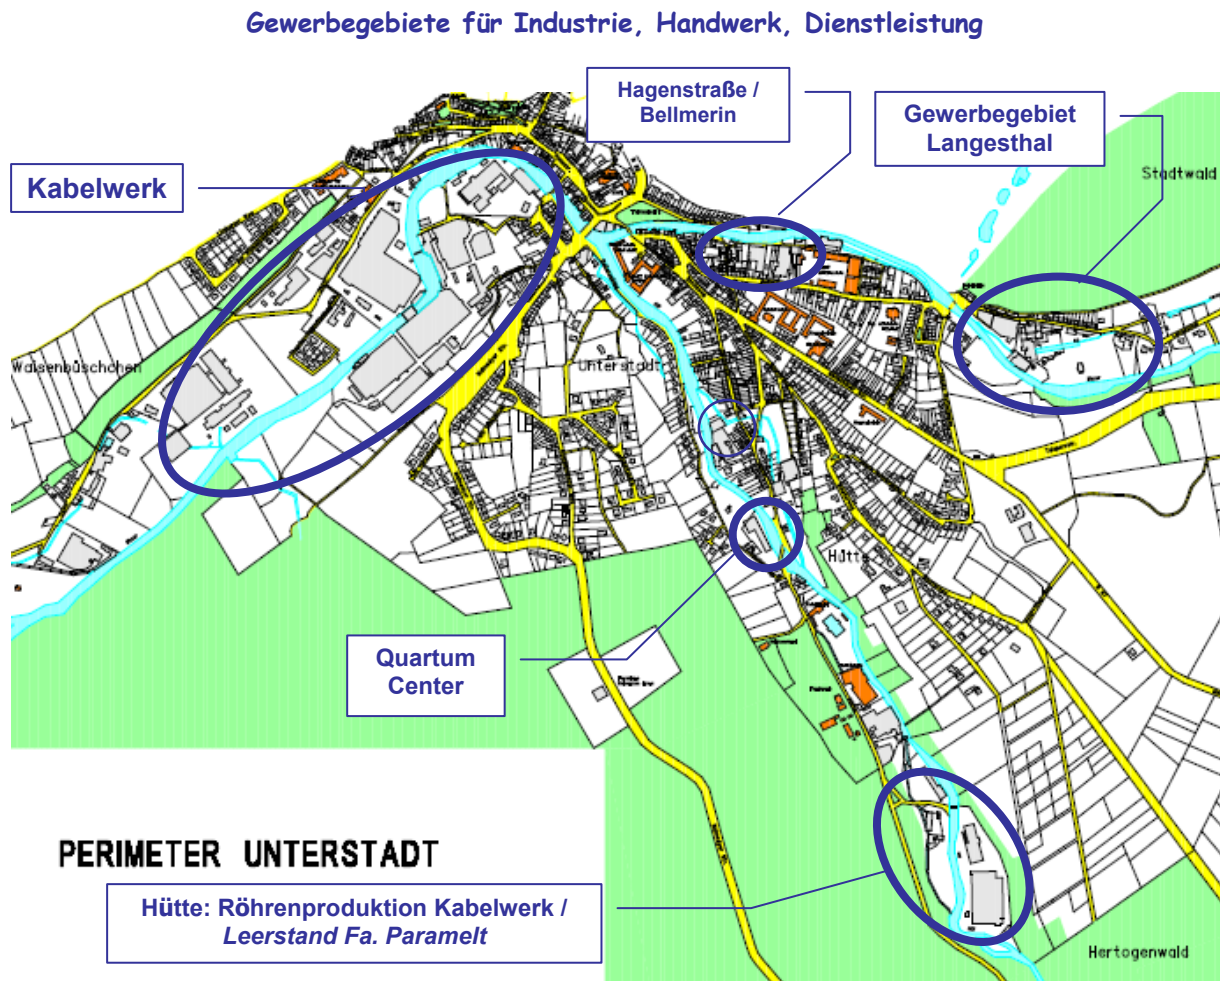 Gewerbegebiete für Industrie, Handwerk, Dienstleistung
Hagenstraße /
Bellmerin
Gewerbegebiet
Langesthal
Stadtwald
Kabelwerk
Walsenbüschchen
Unterstadt
Hütte
Quartum
Center
PERIMETER UNTERSTADT
Hütte: Röhrenproduktion Kabelwerk /
Leerstand Fa. Paramelt
Hertogenwald